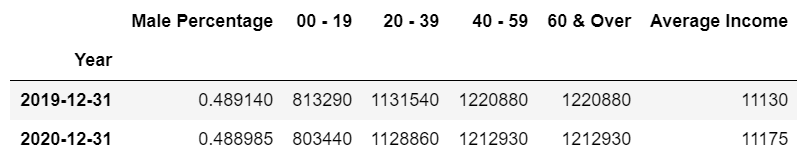 Male Percentage 00 - 19 20 - 39 40 - 59 60 & Over Average Income
Year
2019-12-31 0.489140 813290 1131540 1220880 1220880 11130
2020-12-31 0.488985 803440 1128860 1212930 1212930 11175